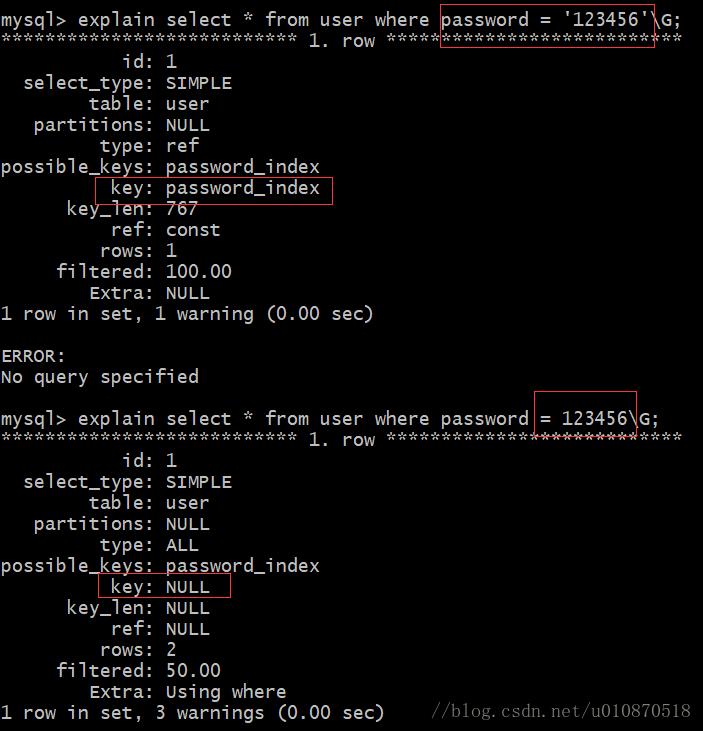 mysql> explain select * from user where password = '123456'\G;
*************************** 1. row ***************************
id: 1
select_type: SIMPLE
table: user
partitions: NULL
type: ref
possible_keys: password_index
key: password_index
key_len: 767
ref: const
rows: 1
filtered: 100.00
Extra: NULL
1 row in set, 1 warning (0.00 sec)
ERROR:
No query specified
mysql> explain select * from user where password = 123456\G;
*************************** 1. row ***************************
id: 1
select_type: SIMPLE
table: user
partitions: NULL
type: ALL
possible_keys: password_index
key: NULL
key_len: NULL
ref: NULL
rows: 2
filtered: 50.00
Extra: Using where
1 row in set, 3 warnings (0.00 sec)
//blog.csdn.net/u010870518